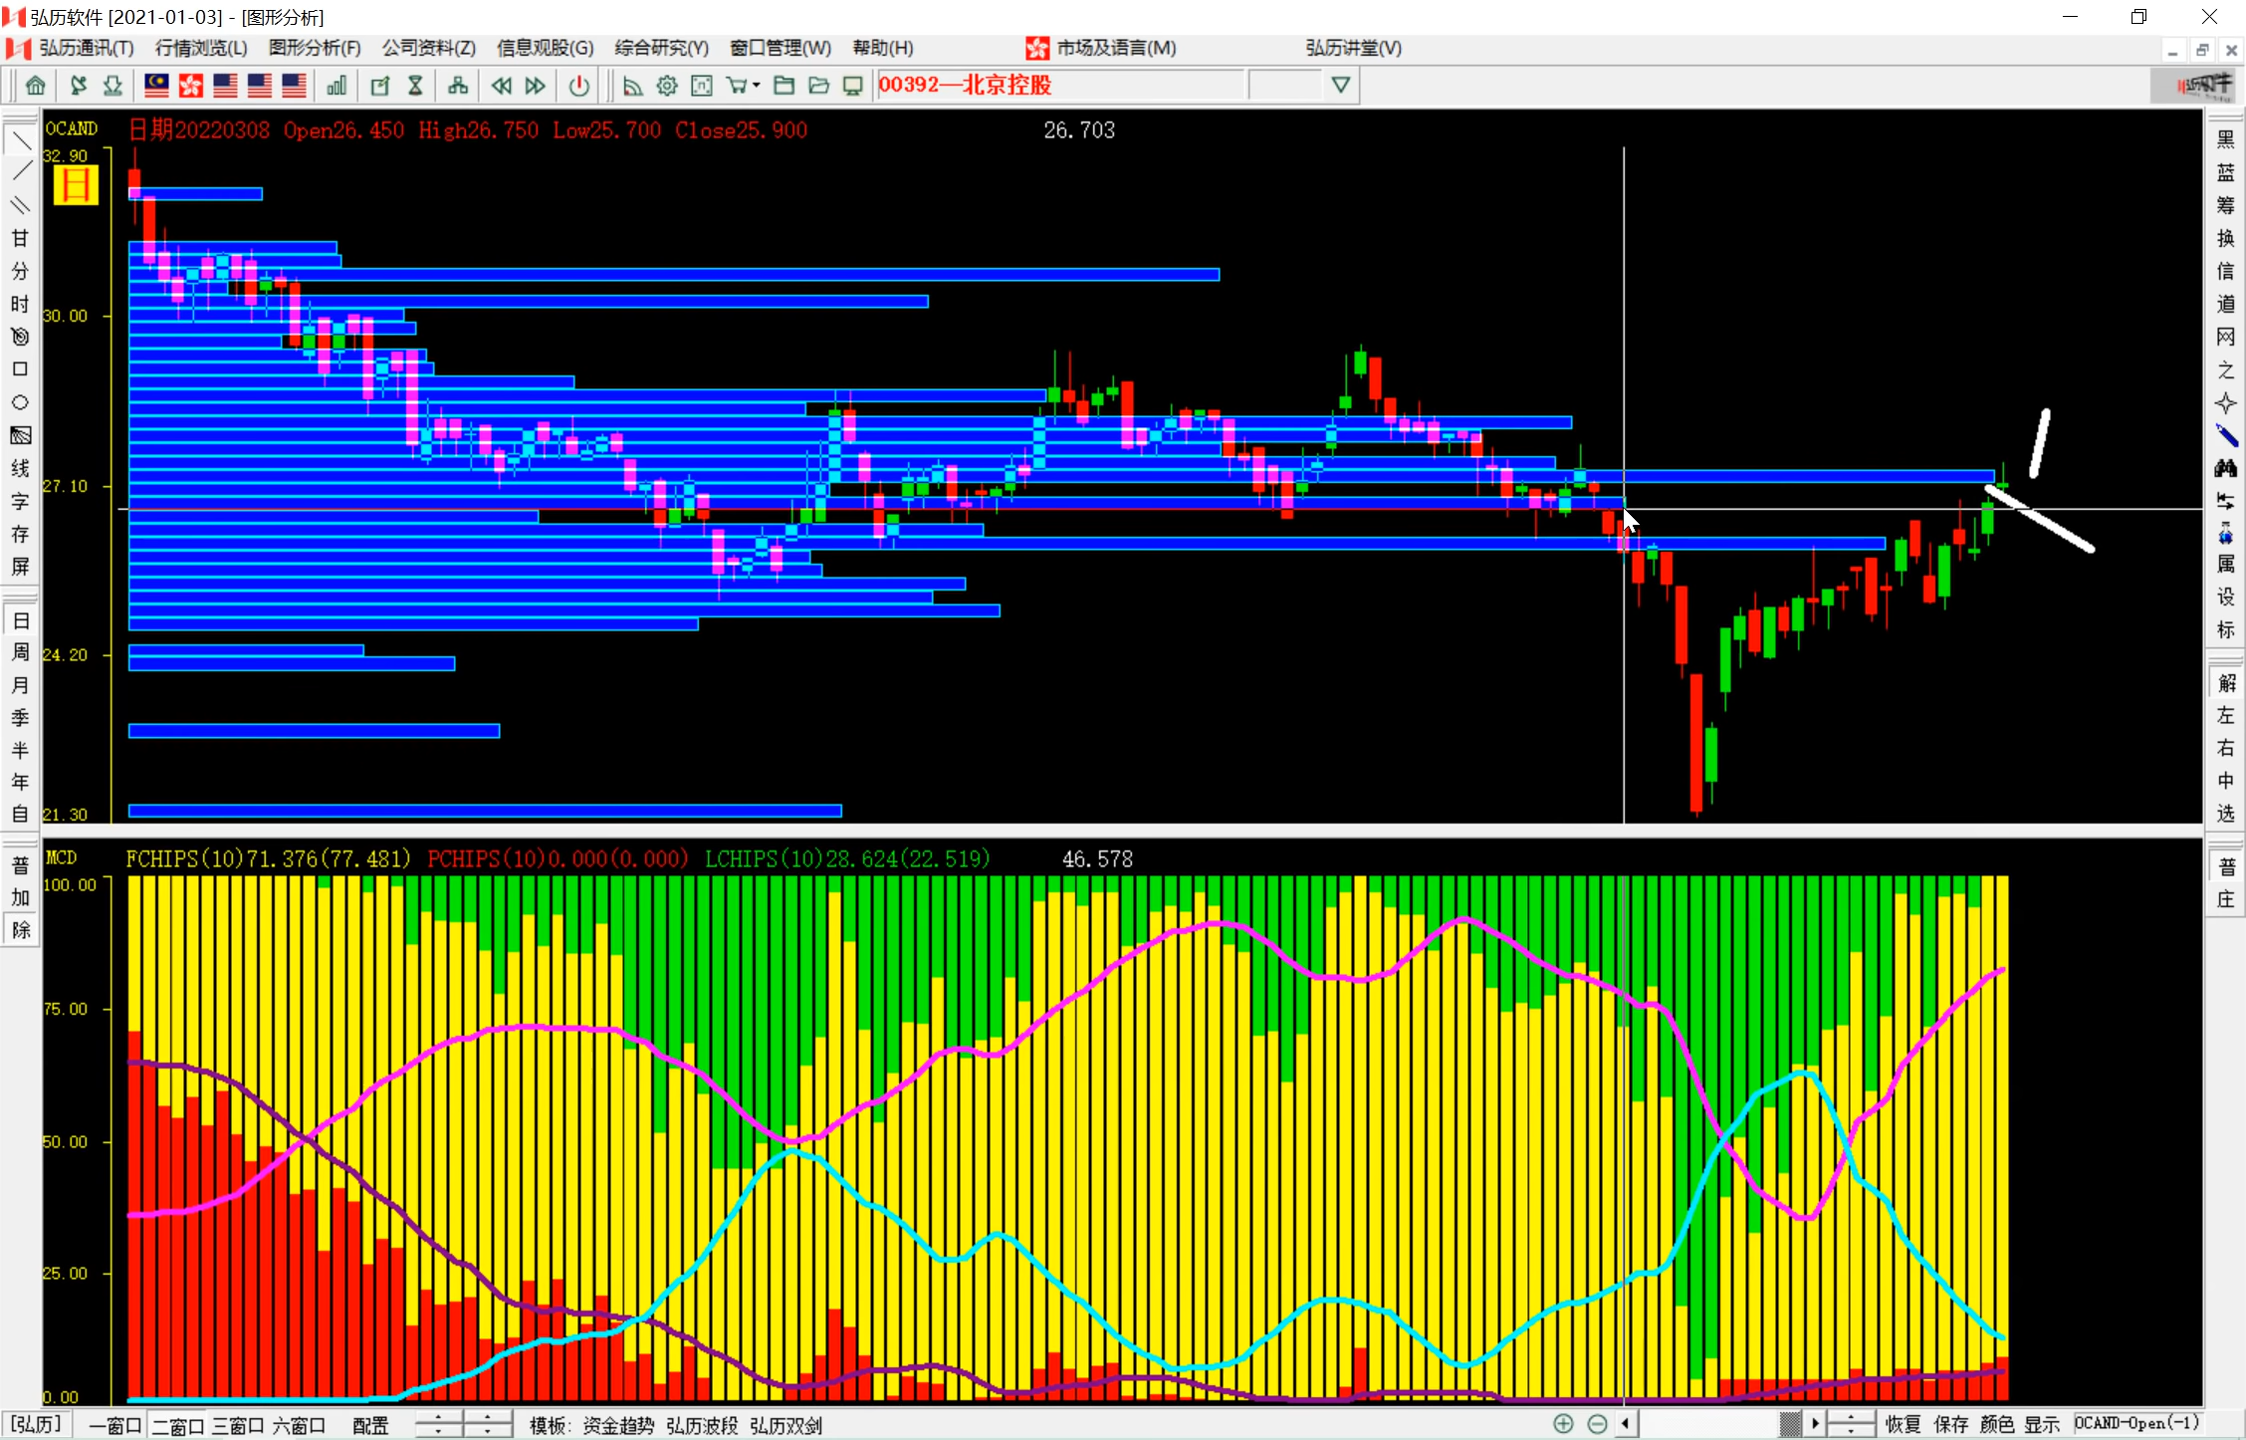 弘历软件 [2021-01-03] - [图形分析]
弘历通讯(T) 行情浏览(L) 图形分析(F) 公司资料(Z) 信息观股(G) 综合研究(Y) 窗口管理(W) 帮助(H) 市场及语言(M) 弘历讲堂(V)
00392—北京控股
OCAND 日期20220308 Open26.450 High26.750 Low25.700 Close25.900 26.703
32.90
日
30.00
27.10
24.20
21.30
甘
分
时
线
字
存
屏
日
周
月
季
半
年
自
普
加
除
黑
蓝
筹
换
信
道
网
之
属
设
标
解
左
右
中
选
普
庄
MCD FCHIPS(10)71.376(77.481) PCHIPS(10)0.000(0.000) LCHIPS(10)28.624(22.519) 46.578
100.00
75.00
50.00
25.00
0.00
[弘历] 一窗口 二窗口 三窗口 六窗口 配置 模板: 资金趋势 弘历波段 弘历双剑 恢复 保存 颜色 显示 OCAND-Open(-1)